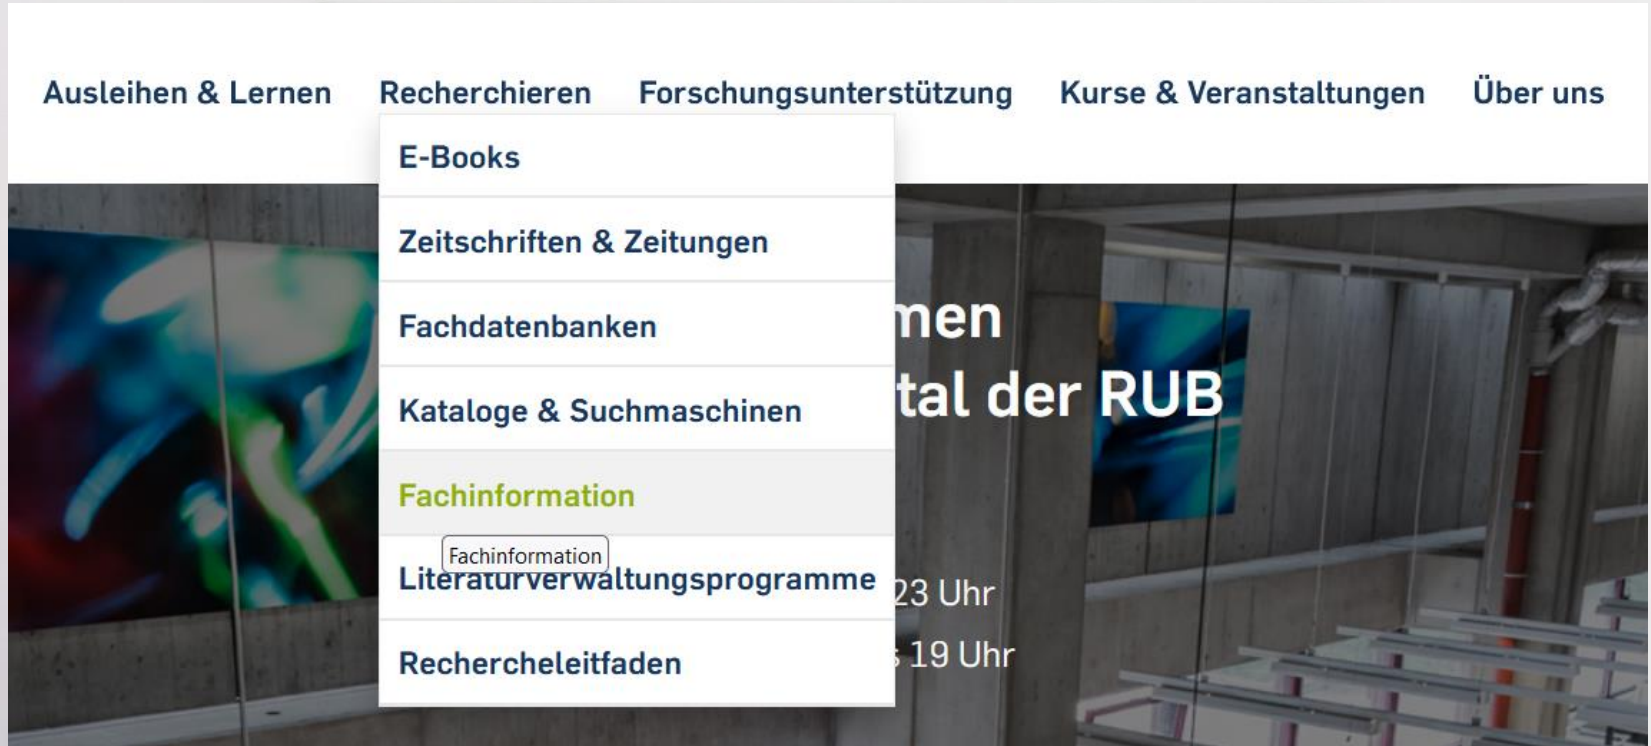 Ausleihen & Lernen Recherchieren Forschungsunterstützung Kurse & Veranstaltungen Über uns
E-Books
Zeitschriften & Zeitungen
Fachdatenbanken
men
Kataloge & Suchmaschinen
tal der RUB
Fachinformation
Fachinformation
Literaturverwaltungsprogramme
23 Uhr
Rechercheleitfaden
19 Uhr